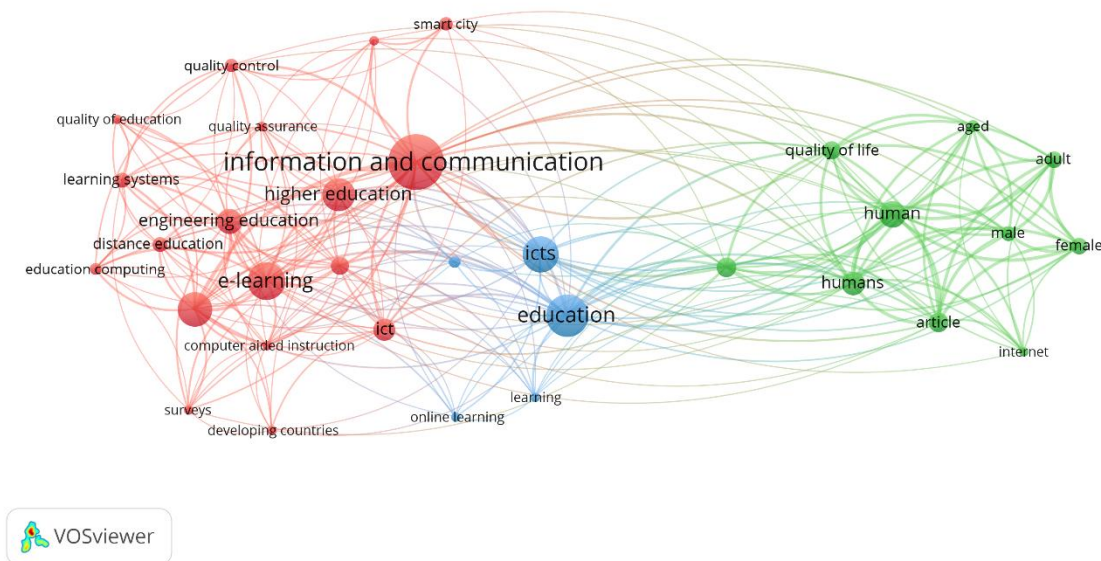 smart city
quality control
quality of education
quality assurance
information and communication
learning systems
higher education
engineering education
distance education
education computing
e-learning
computer aided instruction
ict
surveys
developing countries
icts
education
learning
online learning
aged
quality of life
adult
human
male
female
humans
article
internet
VOSviewer